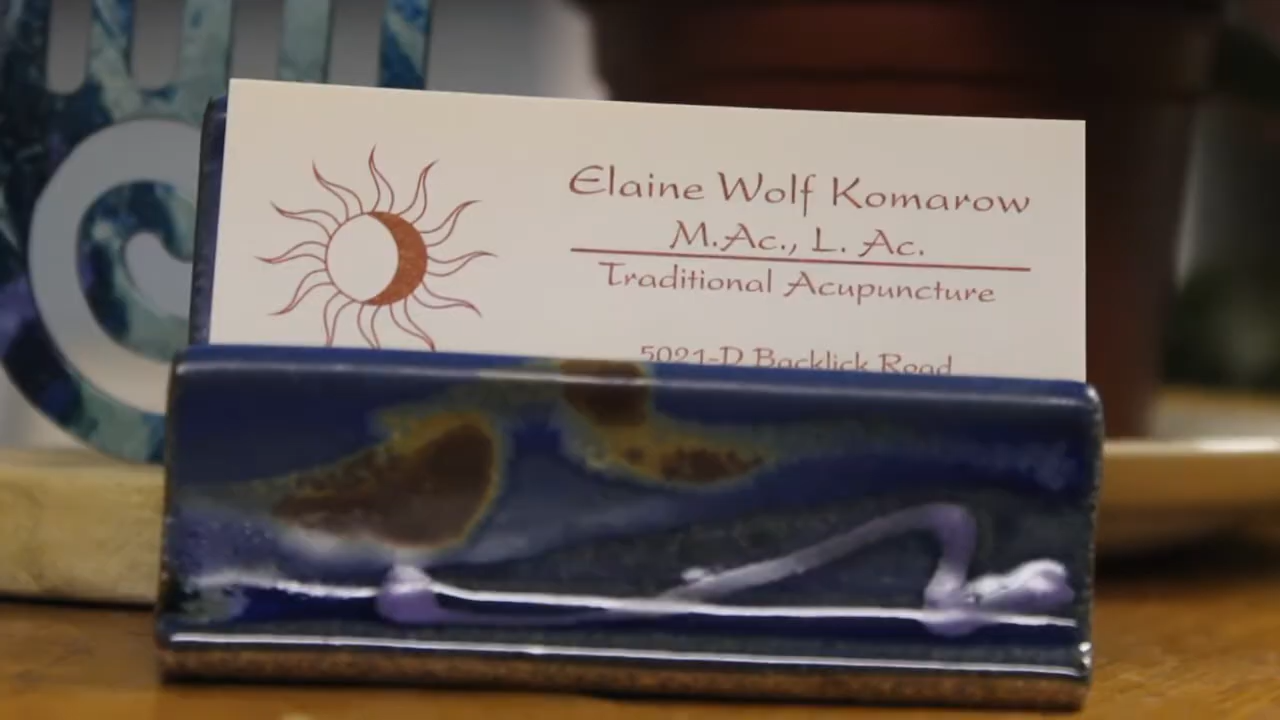 Elaine Wolf Komarow
M.Ac., L. Ac.
Traditional Acupuncture
5021-D Backlick Road